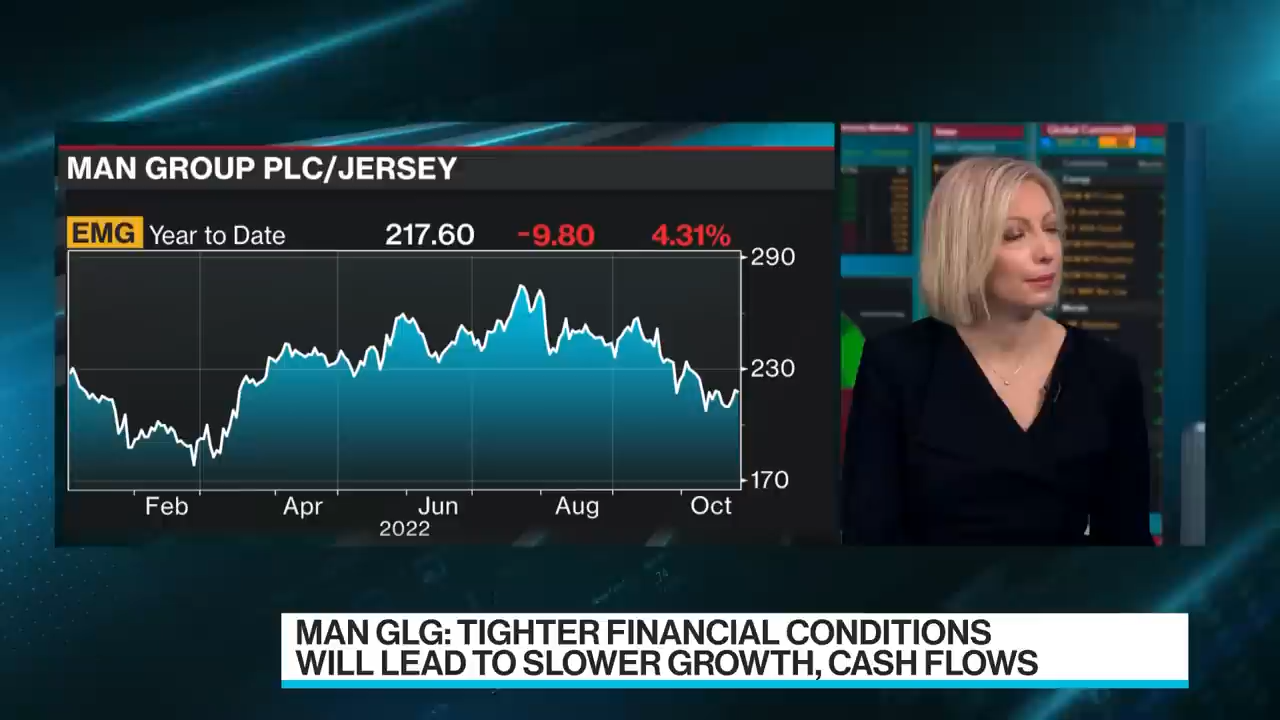 MAN GROUP PLC/JERSEY
EMG Year to Date 217.60 -9.80 4.31%
290
230
170
Feb Apr Jun Aug Oct
2022
MAN GLG: TIGHTER FINANCIAL CONDITIONS
WILL LEAD TO SLOWER GROWTH, CASH FLOWS